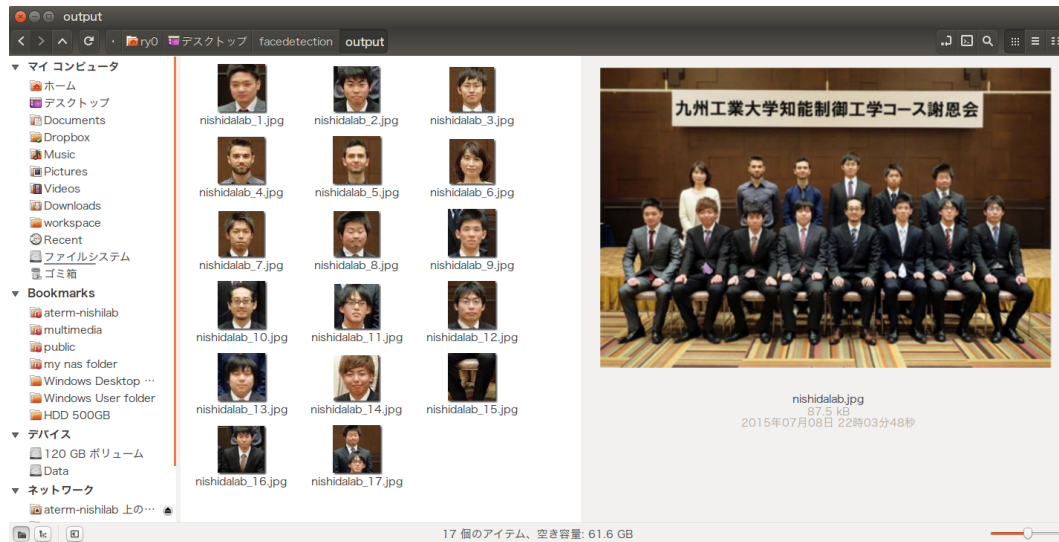 output
ry0 デスクトップ facedetection output
マイ コンピュータ
ホーム
デスクトップ
Documents
Dropbox
Music
Pictures
Videos
Downloads
workspace
Recent
ファイルシステム
ゴミ箱
Bookmarks
aterm-nishilab
multimedia
public
my nas folder
Windows Desktop …
Windows User folder
HDD 500GB
デバイス
120 GB ボリューム
Data
ネットワーク
aterm-nishilab 上の…
nishidalab_1.jpg nishidalab_2.jpg nishidalab_3.jpg
nishidalab_4.jpg nishidalab_5.jpg nishidalab_6.jpg
nishidalab_7.jpg nishidalab_8.jpg nishidalab_9.jpg
nishidalab_10.jpg nishidalab_11.jpg nishidalab_12.jpg
nishidalab_13.jpg nishidalab_14.jpg nishidalab_15.jpg
nishidalab_16.jpg nishidalab_17.jpg
九州工業大学知能制御工学コース謝恩会
nishidalab.jpg
87.5 kB
2015年07月08日 22時03分48秒
17 個のアイテム、空き容量: 61.6 GB